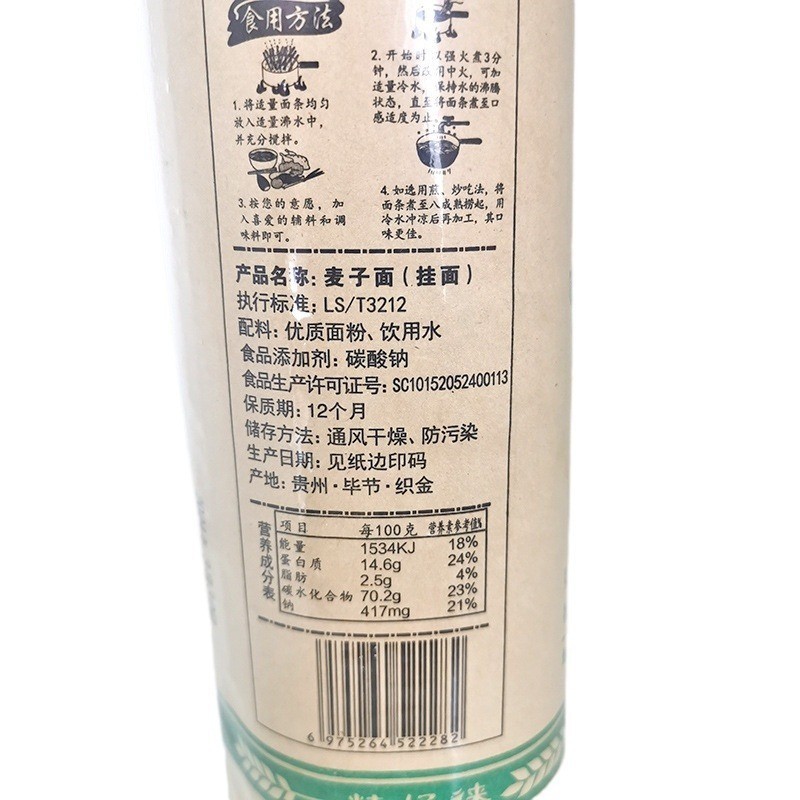 食用方法
1.将适量面条均匀
放入适量沸水中，
并充分搅拌。
2.开始时以强火煮3分
钟，然后改用中火，可加
适量冷水，保持水的沸腾
状态，直至将面条煮至口
感适度为止。
3.按您的意愿，加
入喜爱的辅料和调
味料即可。
4.如选用煎、炒吃法，将
面条煮至八成熟捞起，用
冷水冲凉后再加工，其口
味更佳。
产品名称：麦子面（挂面）
执行标准：LS/T3212
配料：优质面粉、饮用水
食品添加剂：碳酸钠
食品生产许可证号：SC10152052400113
保质期：12个月
储存方法：通风干燥、防污染
生产日期：见纸边印码
产地：贵州·毕节·织金
营养成分表
项目 每100克 营养素参考值%
能量 1534KJ 18%
蛋白质 14.6g 24%
脂肪 2.5g 4%
碳水化合物 70.2g 23%
钠 417mg 21%
6 975264 522282